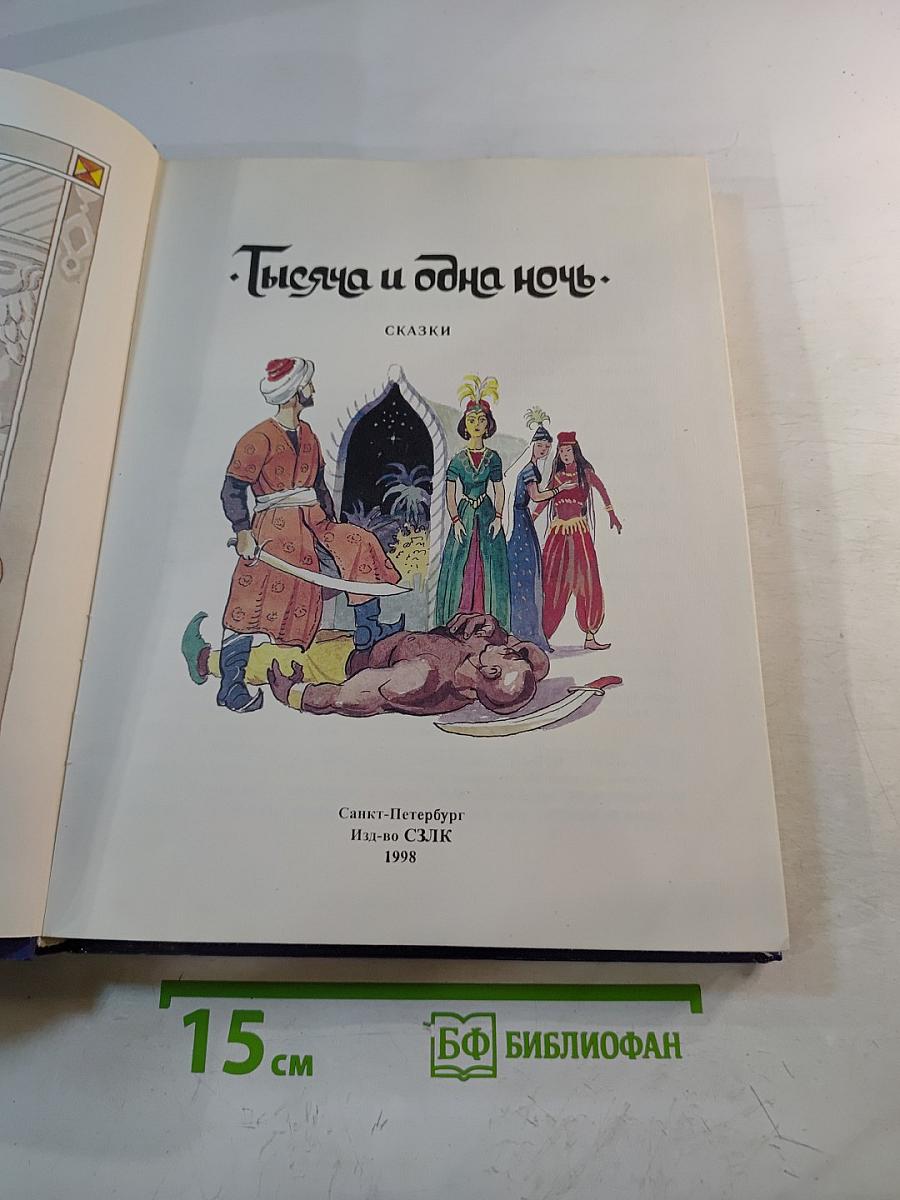 ·Тысяча и одна ночь·
СКАЗКИ
Санкт-Петербург
Изд-во СЗЛК
1998
15 см
БФ БИБЛИОФАН